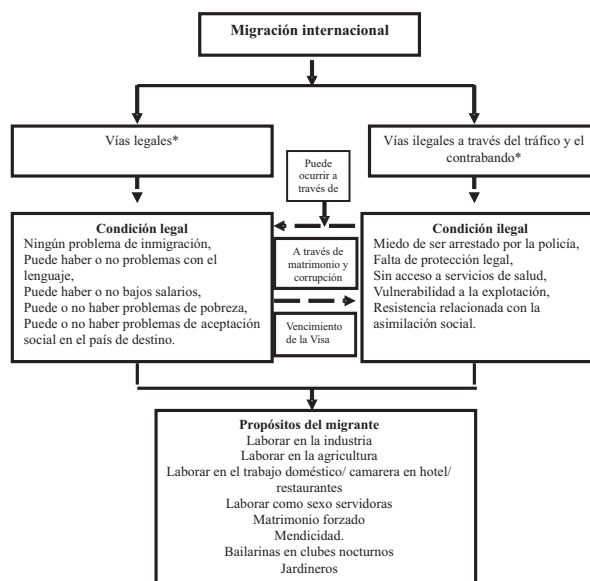 Migración internacional
Vías legales*
Vías ilegales a través del tráfico y el
contrabando*
Puede
ocurrir a
través de
Condición legal
Ningún problema de inmigración,
Puede haber o no problemas con el
lenguaje,
Puede haber o no bajos salarios,
Puede o no haber problemas de pobreza,
Puede o no haber problemas de aceptación
social en el país de destino.
A través de
matrimonio y
corrupción
Vencimiento
de la Visa
Condición ilegal
Miedo de ser arrestado por la policía,
Falta de protección legal,
Sin acceso a servicios de salud,
Vulnerabilidad a la explotación,
Resistencia relacionada con la
asimilación social.
Propósitos del migrante
Laborar en la industria
Laborar en la agricultura
Laborar en el trabajo doméstico/ camarera en hotel/
restaurantes
Laborar como sexo servidoras
Matrimonio forzado
Mendicidad.
Bailarinas en clubes nocturnos
Jardineros